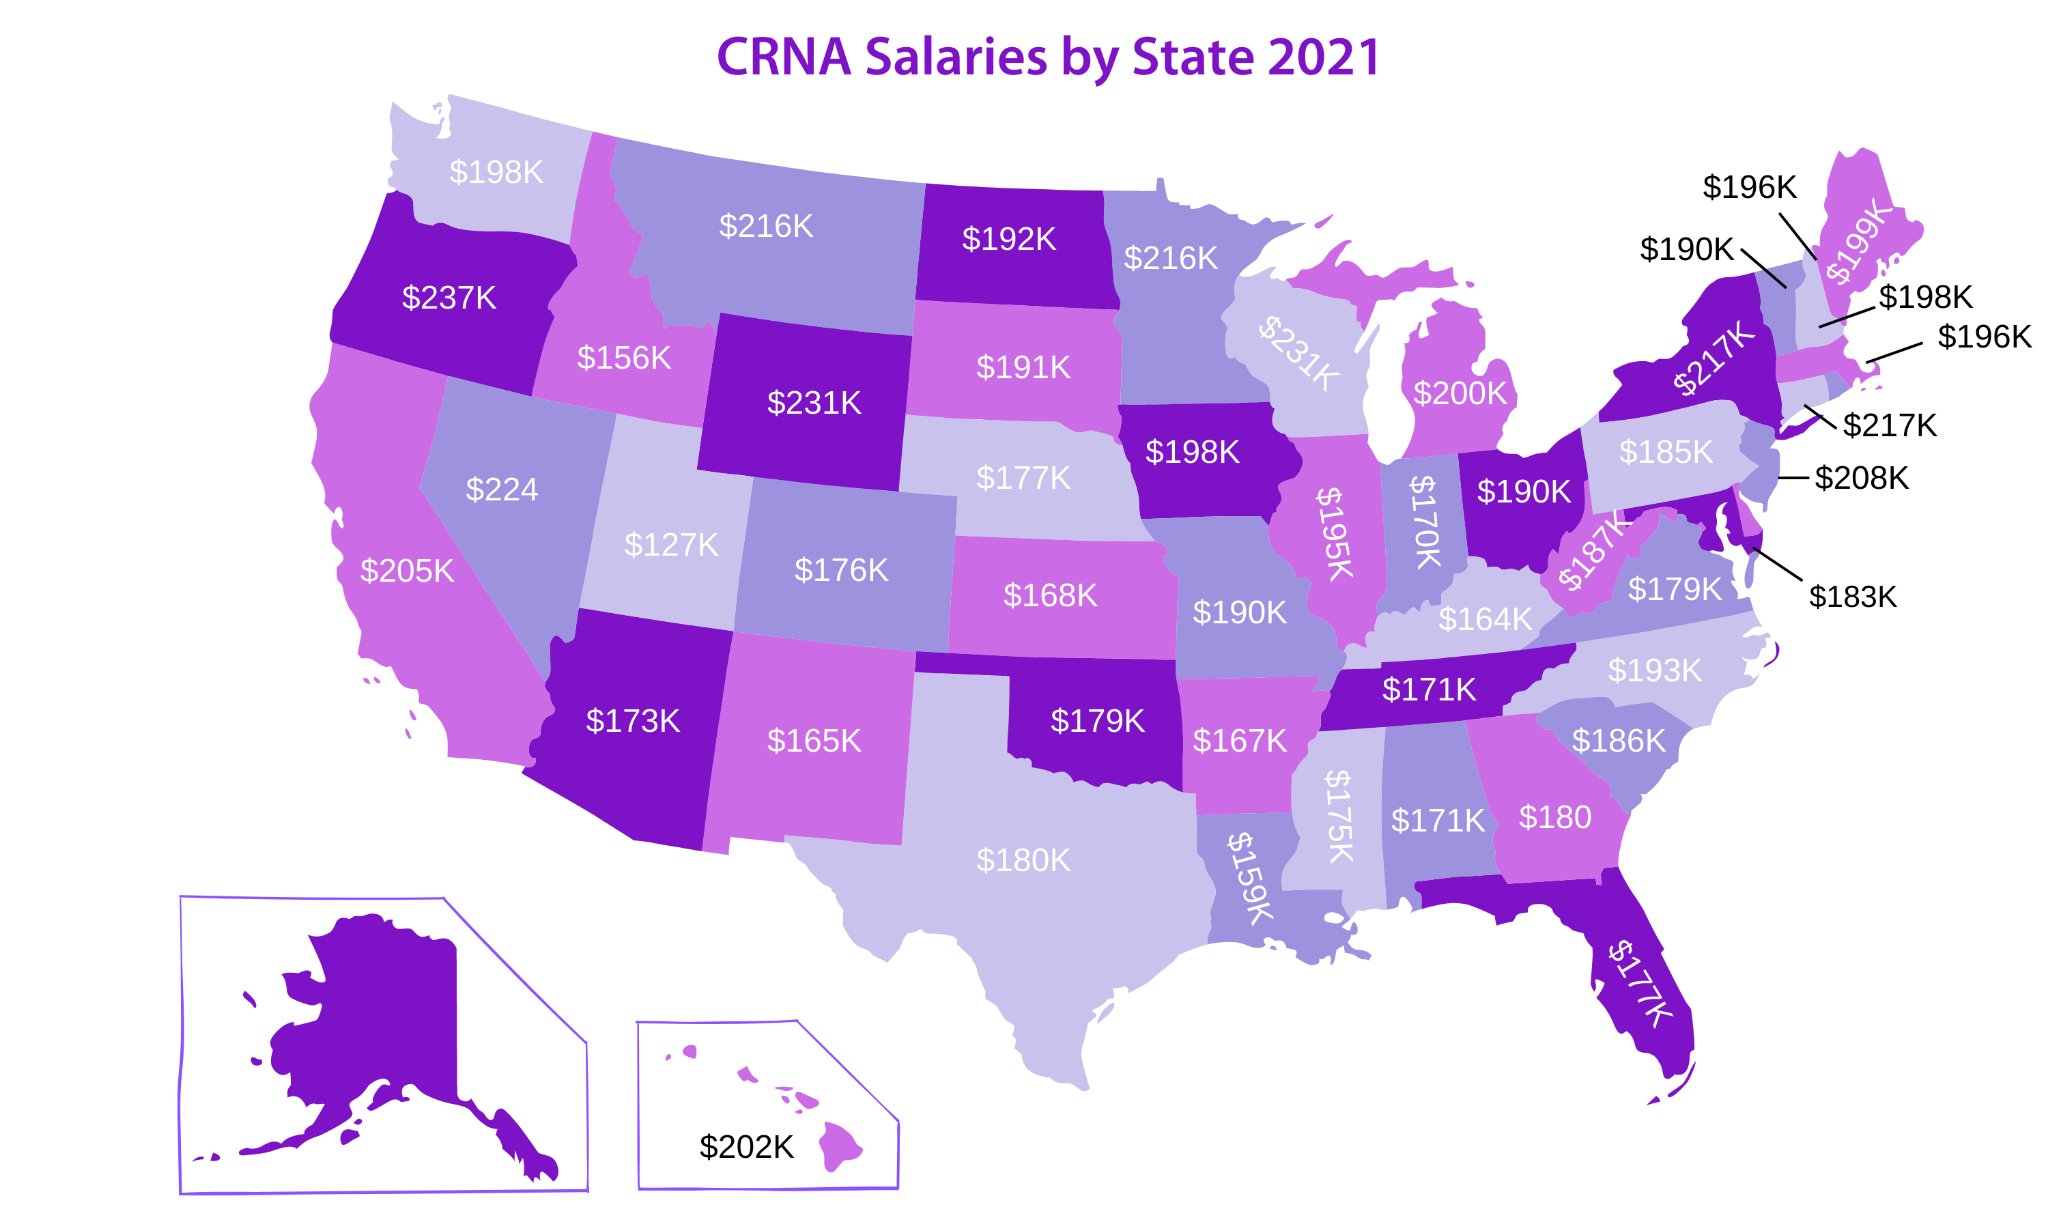 CRNA Salaries by State 2021
$198K
$216K
$192K
$216K
$196K
$199K
$190K
$237K
$198K
$196K
$156K
$191K
$231K
$217K
$200K
$231K
$217K
$224
$177K
$198K
$185K
$208K
$190K
$195K
$170K
$127K
$176K
$187K
$205K
$168K
$190K
$164K
$179K
$183K
$193K
$171K
$173K
$165K
$179K
$167K
$186K
$175K
$171K
$180
$180K
$159K
$177K
$202K